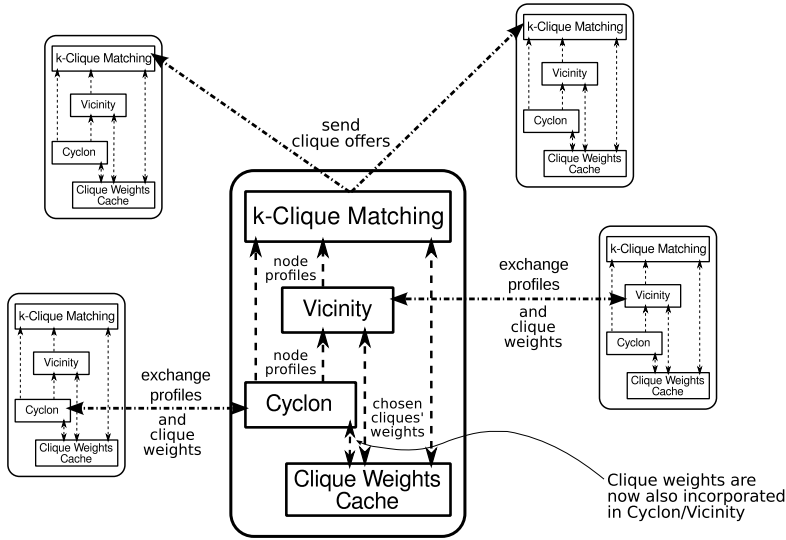 k-Clique Matching
Vicinity
Cyclon
Clique Weights
Cache
k-Clique Matching
Vicinity
Cyclon
Clique Weights
Cache
send
clique offers
k-Clique Matching
node
profiles
Vicinity
node
profiles
Cyclon
chosen
cliques'
weights
Clique Weights
Cache
exchange
profiles
and
clique
weights
k-Clique Matching
Vicinity
Cyclon
Clique Weights
Cache
k-Clique Matching
Vicinity
Cyclon
Clique Weights
Cache
exchange
profiles
and
clique
weights
Clique weights are
now also incorporated
in Cyclon/Vicinity